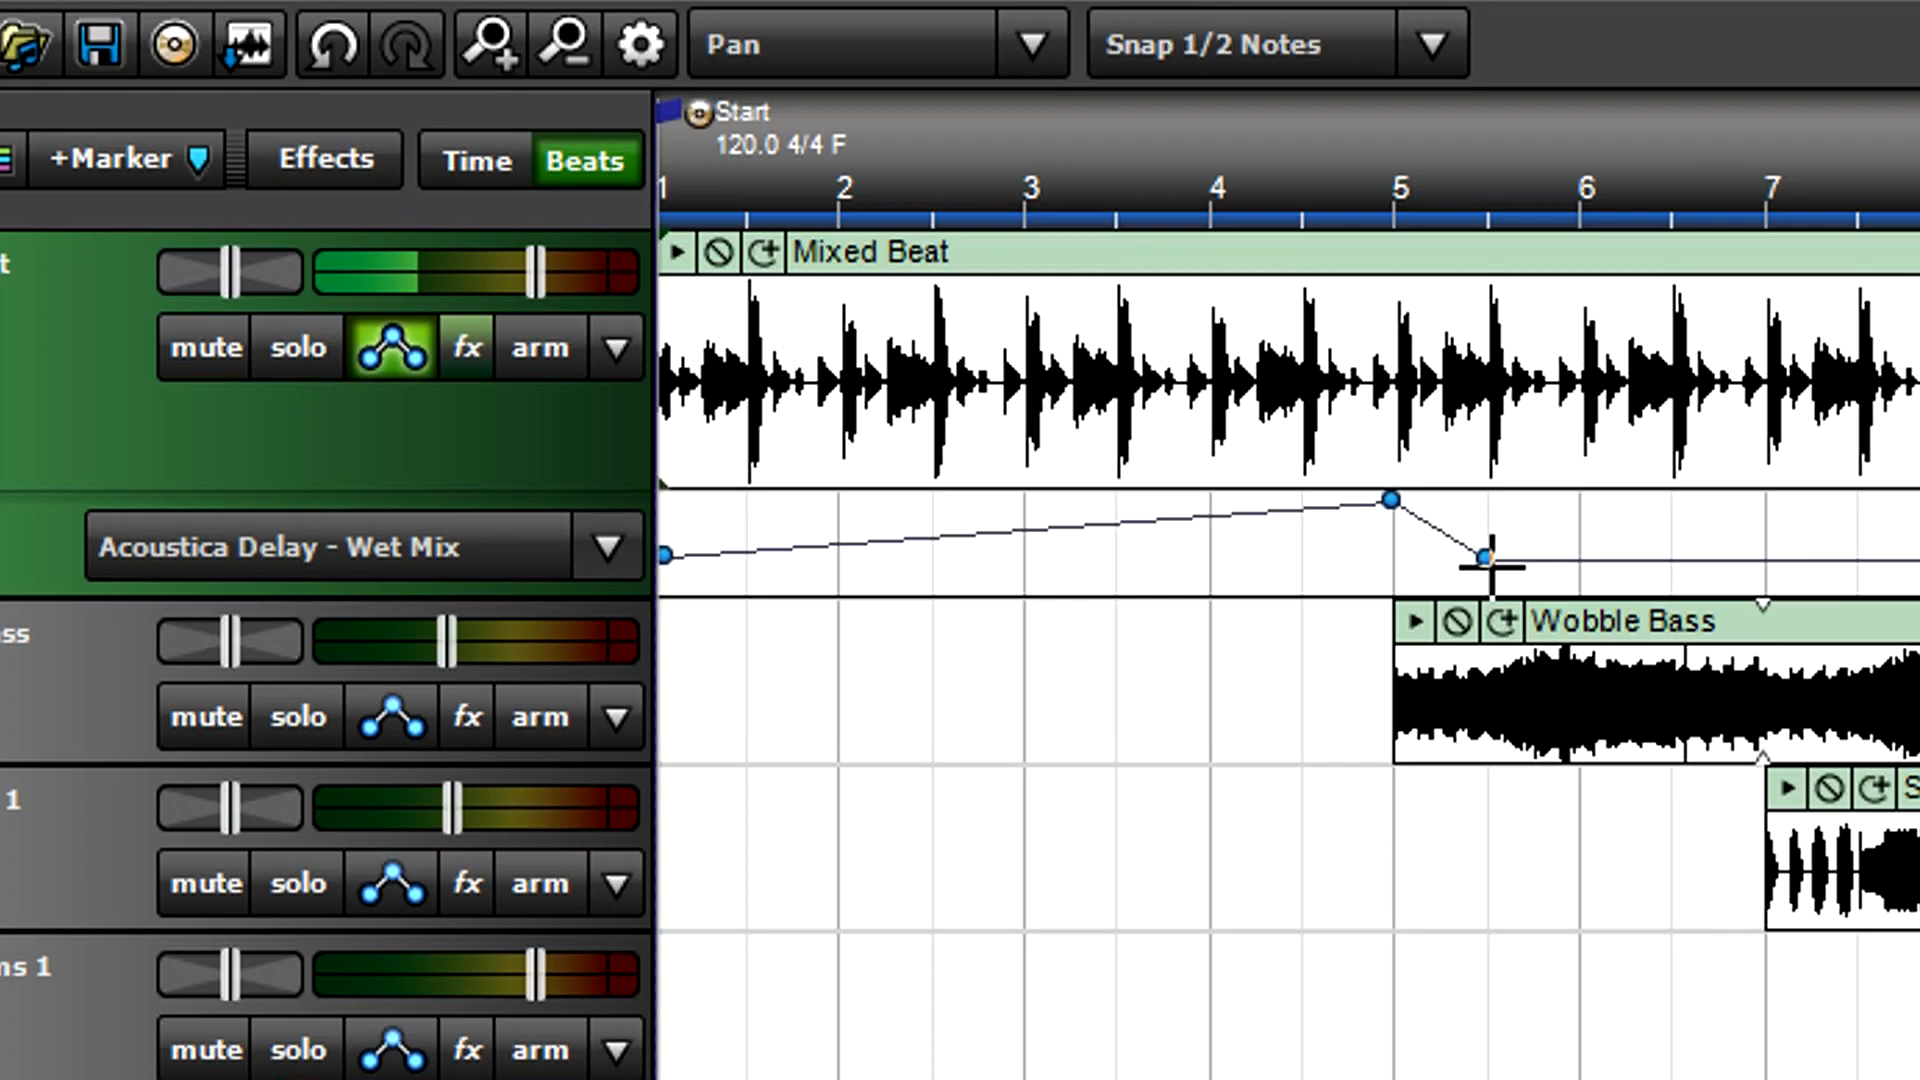 Pan
Snap 1/2 Notes
+Marker
Effects
Time
Beats
Start
120.0 4/4 F
1 2 3 4 5 6 7
t
Mixed Beat
mute solo fx arm
Acoustica Delay - Wet Mix
ss
Wobble Bass
mute solo fx arm
1
S
mute solo fx arm
ns 1
mute solo fx arm